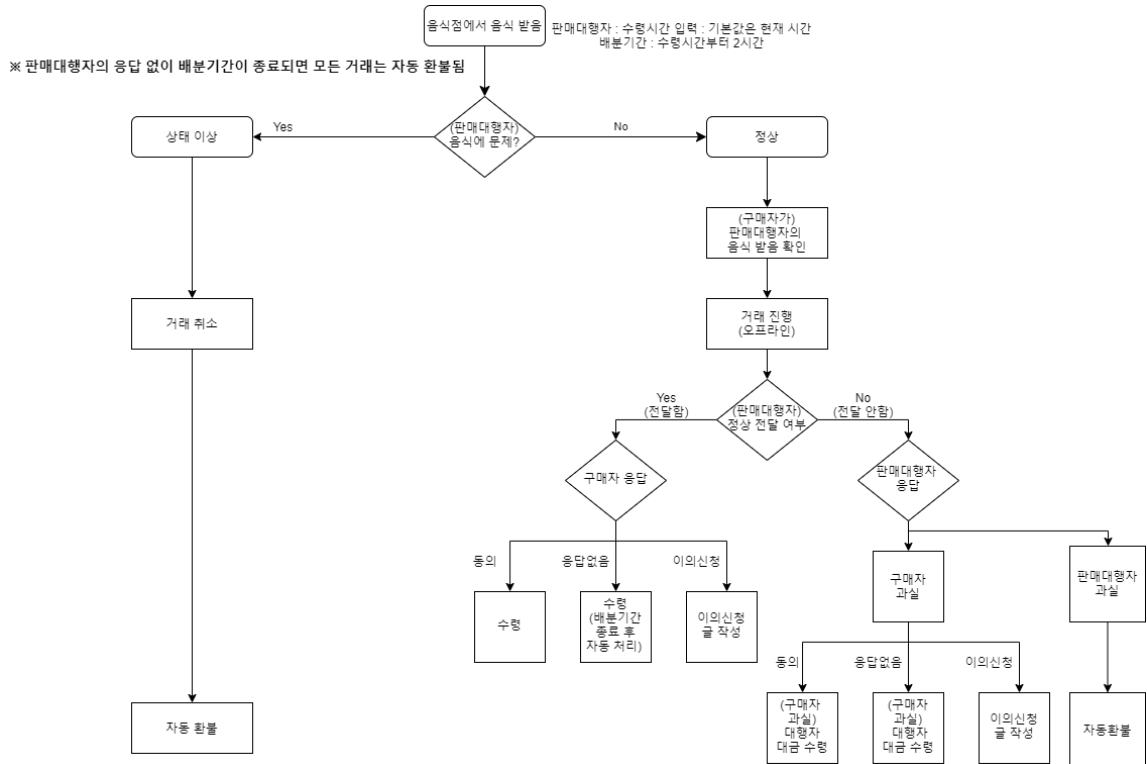 음식점에서 음식 받음
판매대행자 : 수령시간 입력 : 기본값은 현재 시간
배분기간 : 수령시간부터 2시간
※ 판매대행자의 응답 없이 배분기간이 종료되면 모든 거래는 자동 환불됨
상태 이상
Yes
(판매대행자)
음식에 문제?
No
정상
(구매자가)
판매대행자의
음식 받음 확인
거래 취소
거래 진행
(오프라인)
Yes
(전달함)
(판매대행자)
정상 전달 여부
No
(전달 안함)
구매자 응답
판매대행자
응답
동의
응답없음
이의신청
구매자
과실
판매대행자
과실
수령
수령
(배분기간
종료 후
자동 처리)
이의신청
글 작성
동의
응답없음
이의신청
자동 환불
(구매자
과실)
대행자
대금 수령
(구매자
과실)
대행자
대금 수령
이의신청
글 작성
자동환불